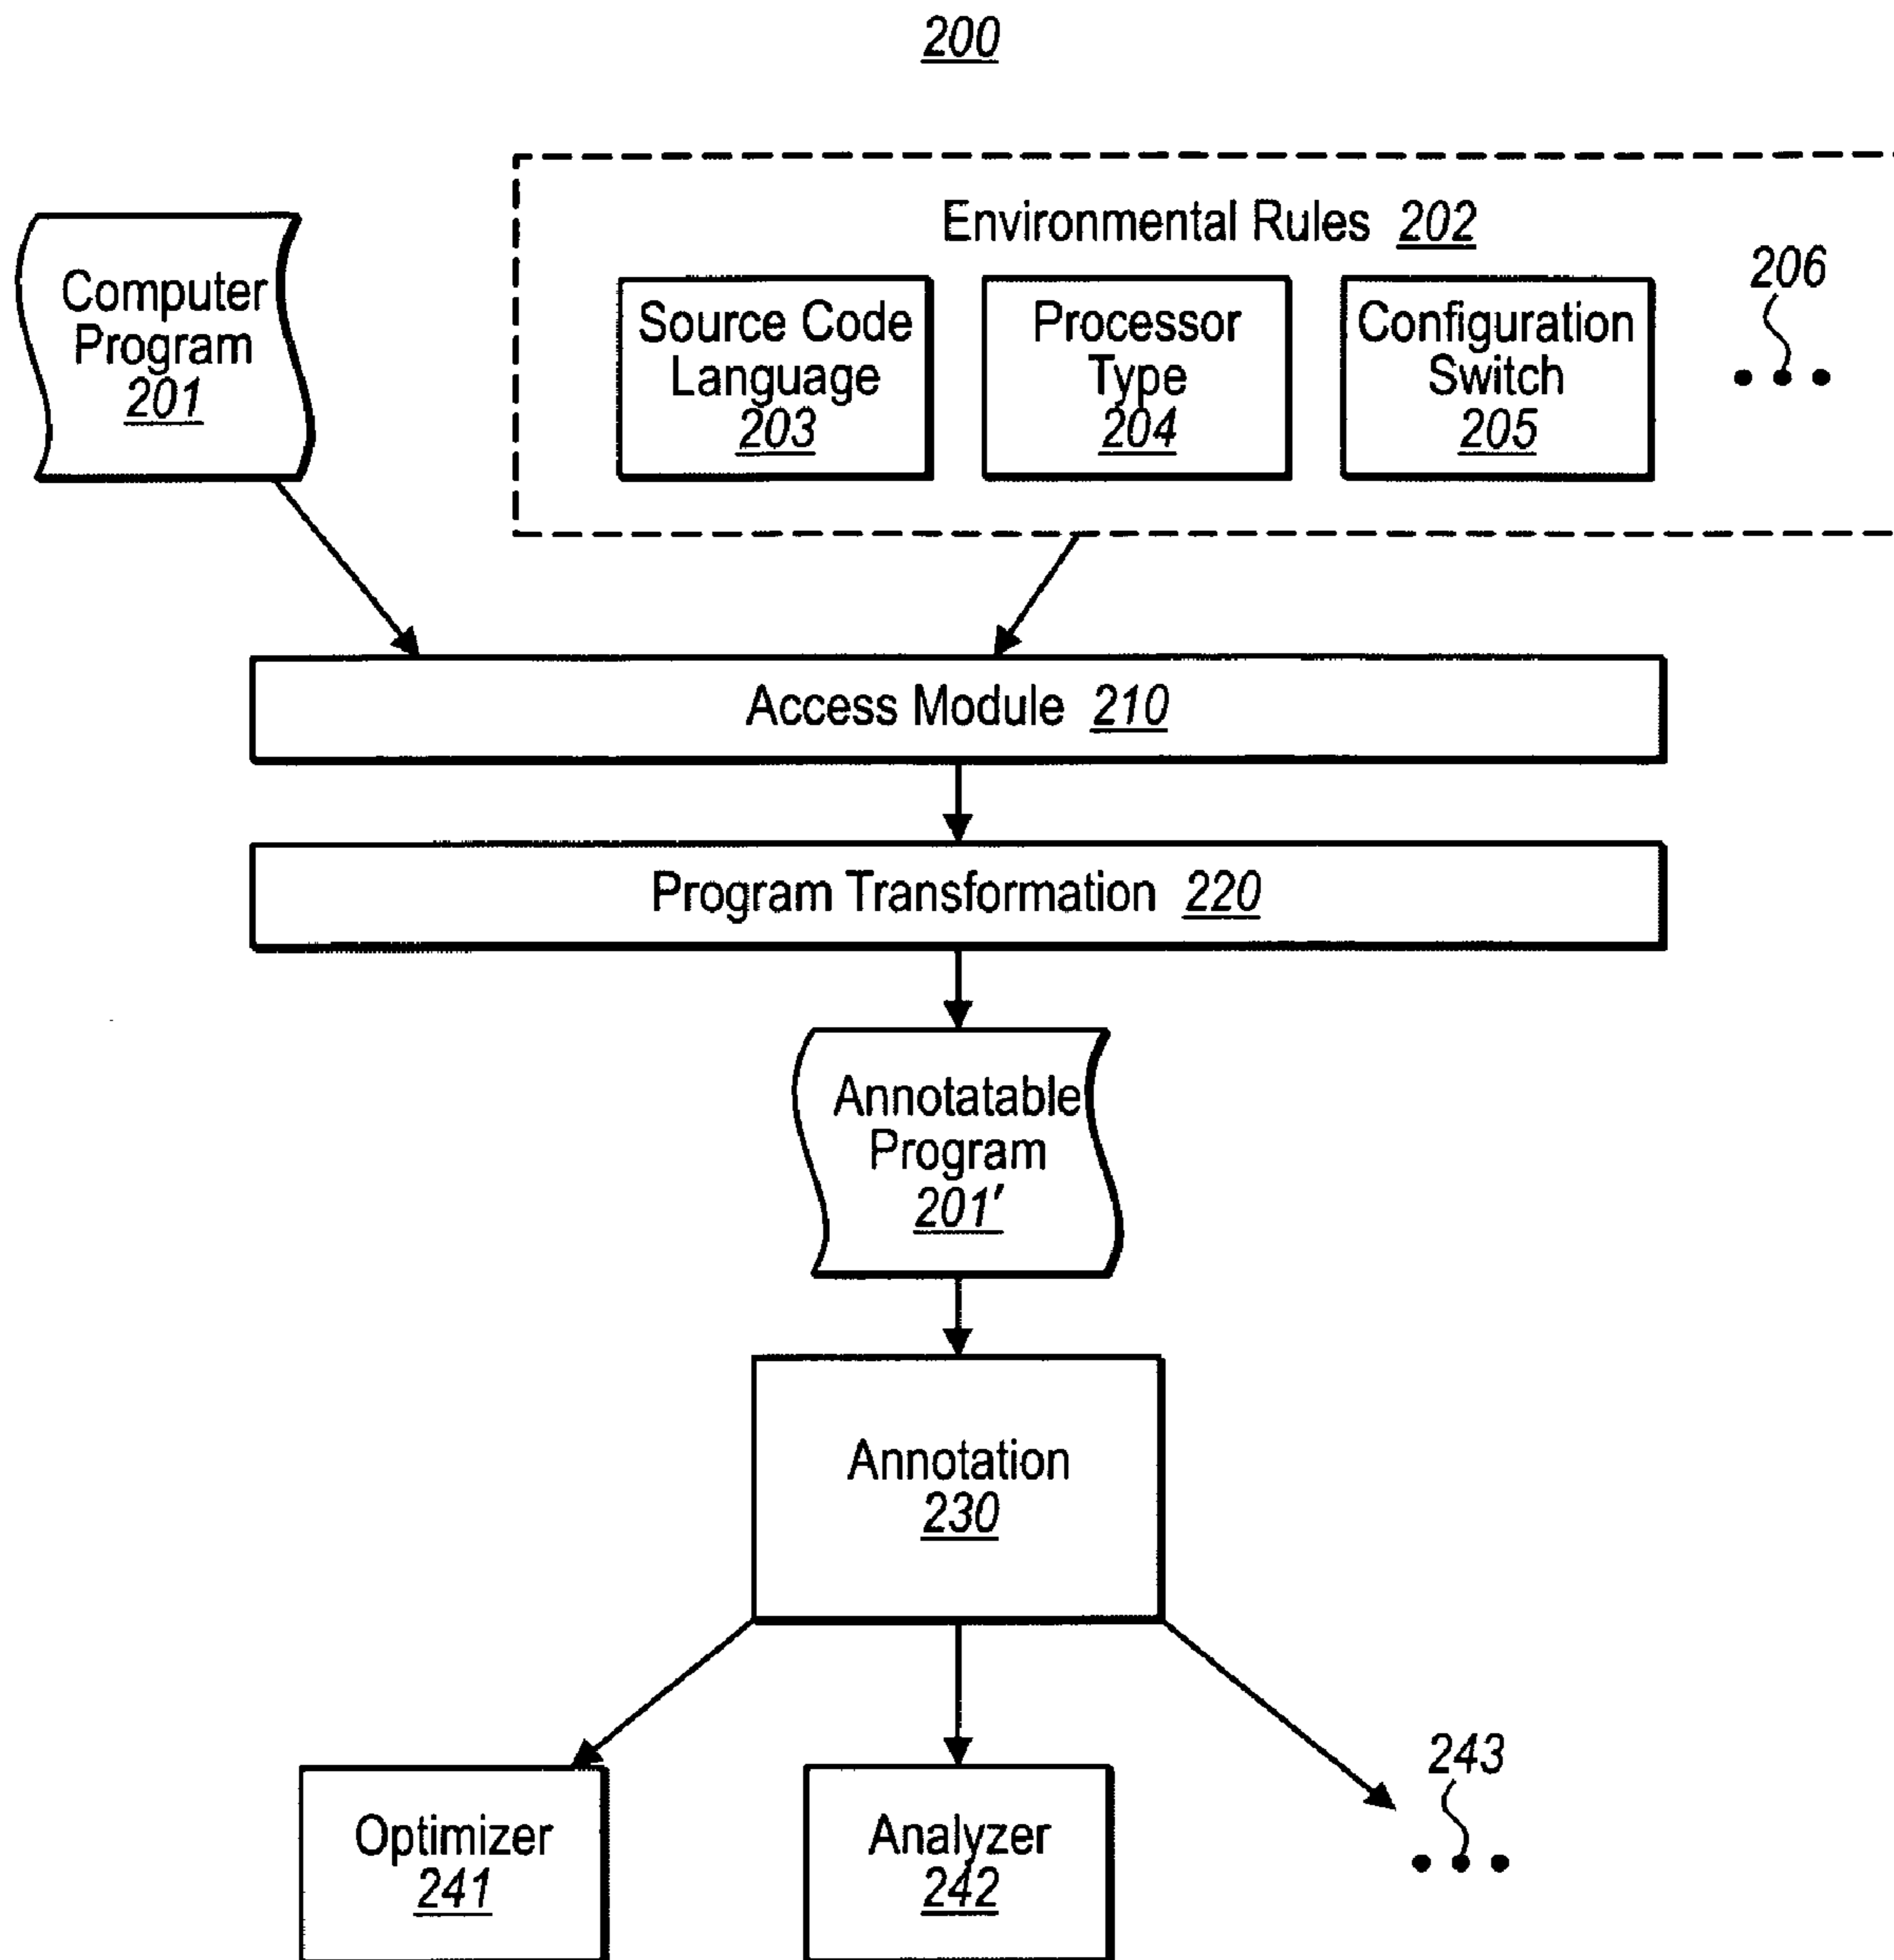 200
Environmental Rules 202
206
Computer
Program
201
Source Code
Language
203
Processor
Type
204
Configuration
Switch
205
Access Module 210
Program Transformation 220
Annotatable
Program
201'
Annotation
230
243
Optimizer
241
Analyzer
242